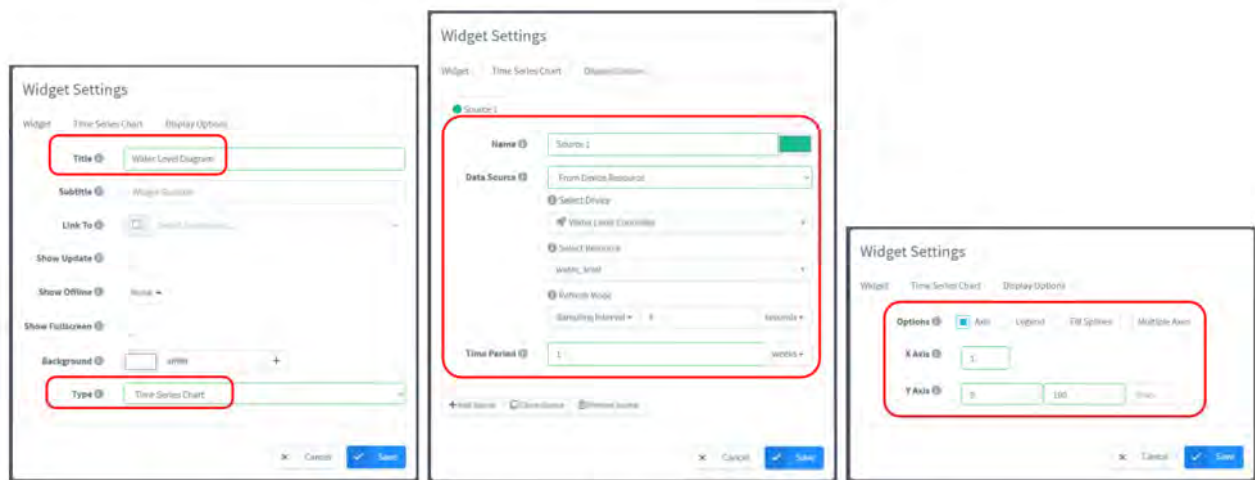 Widget Settings
Widget Time Series Chart Display Options
Title Water Level Diagram
Subtitle Widget Subtitle
Link To
Show Update
Show Offline None
Show Fullscreen
Background white +
Type Time Series Chart
Cancel Save
Widget Settings
Widget Time Series Chart Display Options
Source 1
Name Source 1
Data Source From Device Resource
Select Device
Water Level Controller
Select Resource
water_level
Refresh Mode
Sampling Interval seconds
Time Period 1 weeks
Add Source Clone Source Remove Source
Cancel Save
Widget Settings
Widget Time Series Chart Display Options
Options Axis Legend Fill Splines Multiple Axes
X Axis 1
Y Axis 0 100
Cancel Save